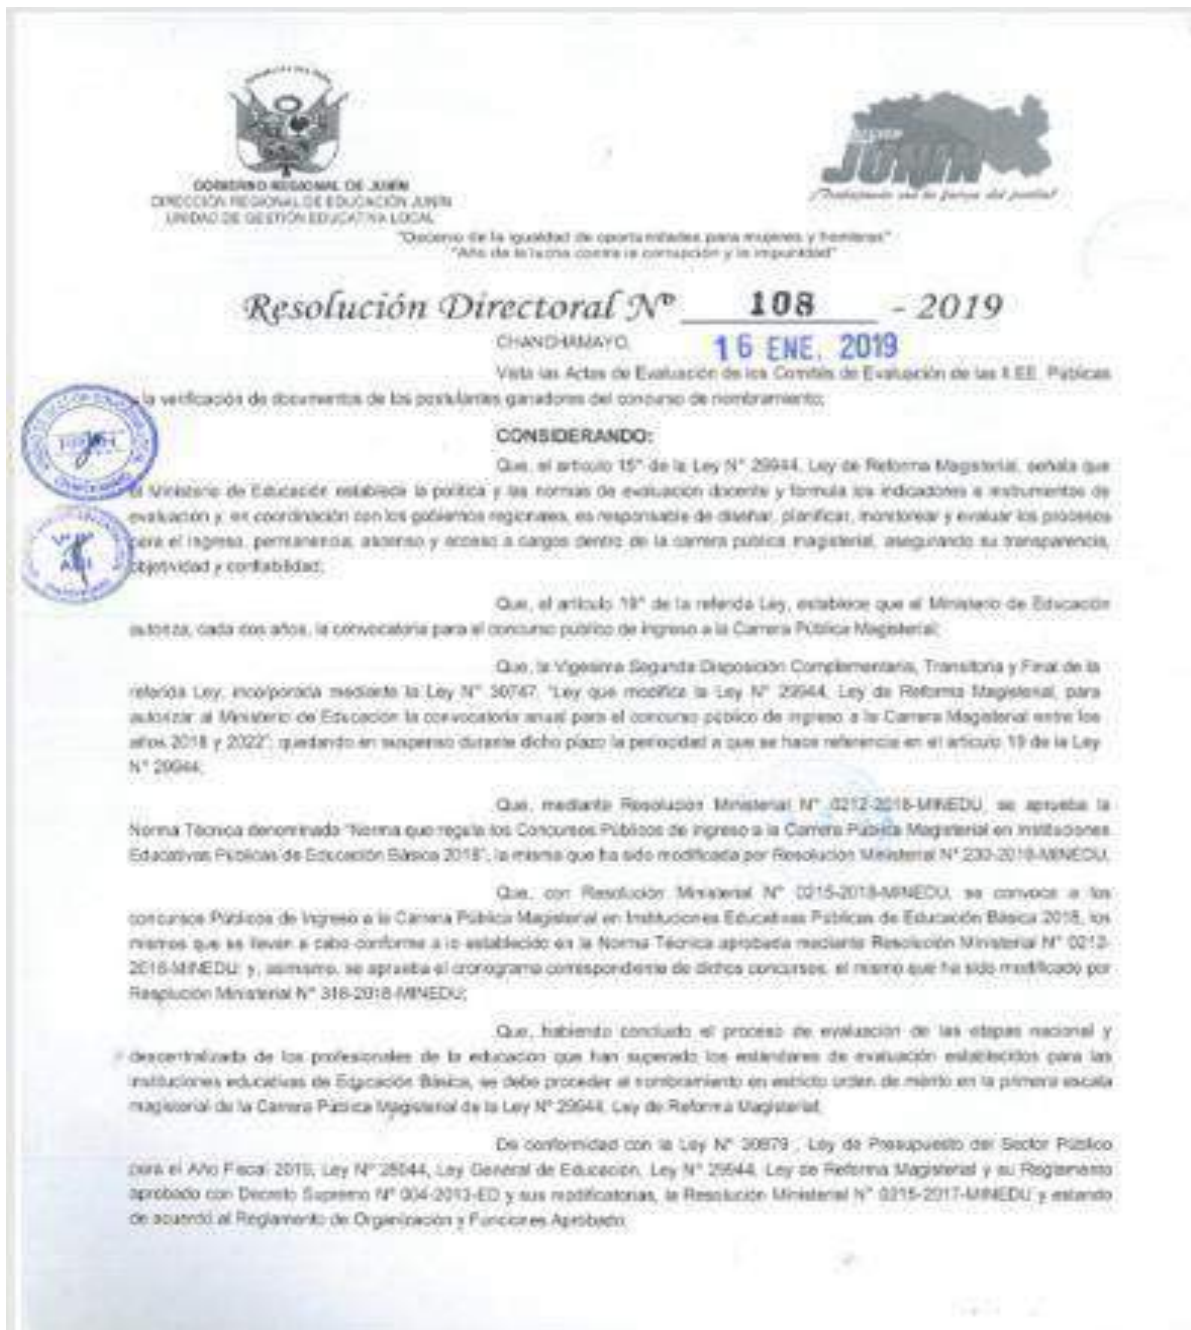 GOBIERNO REGIONAL DE JUNÍN
DIRECCIÓN REGIONAL DE EDUCACIÓN JUNÍN
UNIDAD DE GESTIÓN EDUCATIVA LOCAL
JUNÍN
¡Trabajando con la fuerza del pueblo!
"Decenio de la igualdad de oportunidades para mujeres y hombres"
"Año de la lucha contra la corrupción y la impunidad"
Resolución Directoral Nº 108 - 2019
CHANCHAMAYO, 16 ENE. 2019
Vista las Actas de Evaluación de los Comités de Evaluación de las II.EE. Públicas
a la verificación de documentos de los postulantes ganadores del concurso de nombramiento;
CONSIDERANDO:
Que, el artículo 15° de la Ley N° 29944, Ley de Reforma Magisterial, señala que
el Ministerio de Educación establece la política y las normas de evaluación docente y formula los indicadores e instrumentos de
evaluación y, en coordinación con los gobiernos regionales, es responsable de diseñar, planificar, monitorear y evaluar los procesos
para el ingreso, permanencia, ascenso y acceso a cargos dentro de la carrera pública magisterial, asegurando su transparencia,
objetividad y confiabilidad;
Que, el artículo 19° de la referida Ley, establece que el Ministerio de Educación
autoriza, cada dos años, la convocatoria para el concurso público de ingreso a la Carrera Pública Magisterial;
Que, la Vigésima Segunda Disposición Complementaria, Transitoria y Final de la
referida Ley, incorporada mediante la Ley N° 30747, "Ley que modifica la Ley N° 29944, Ley de Reforma Magisterial, para
autorizar al Ministerio de Educación la convocatoria anual para el concurso público de ingreso a la Carrera Magisterial entre los
años 2018 y 2022"; quedando en suspenso durante dicho plazo la periocidad a que se hace referencia en el artículo 19 de la Ley
N° 29944;
Que, mediante Resolución Ministerial N° 0212-2018-MINEDU, se aprueba la
Norma Técnica denominada "Norma que regula los Concursos Públicos de ingreso a la Carrera Pública Magisterial en Instituciones
Educativas Públicas de Educación Básica 2018", la misma que ha sido modificada por Resolución Ministerial N° 230-2018-MINEDU,
Que, con Resolución Ministerial N° 0215-2018-MINEDU, se convoca a los
concursos Públicos de Ingreso a la Carrera Pública Magisterial en Instituciones Educativas Públicas de Educación Básica 2018, los
mismos que se llevan a cabo conforme a lo establecido en la Norma Técnica aprobada mediante Resolución Ministerial N° 0212-
2018-MINEDU; y, asimismo, se aprueba el cronograma correspondiente de dichos concursos, el mismo que ha sido modificado por
Resolución Ministerial N° 318-2018-MINEDU;
Que, habiendo concluido el proceso de evaluación de las etapas nacional y
descentralizada de los profesionales de la educación que han superado los estándares de evaluación establecidos para las
instituciones educativas de Educación Básica, se debe proceder al nombramiento en estricto orden de mérito en la primera escala
magisterial de la Carrera Pública Magisterial de la Ley N° 29944, Ley de Reforma Magisterial;
De conformidad con la Ley N° 30879 , Ley de Presupuesto del Sector Público
para el Año Fiscal 2019, Ley N° 28044, Ley General de Educación, Ley N° 29944, Ley de Reforma Magisterial y su Reglamento
aprobado con Decreto Supremo N° 004-2013-ED y sus modificatorias, la Resolución Ministerial N° 0315-2017-MINEDU y estando
de acuerdo al Reglamento de Organización y Funciones Aprobado;